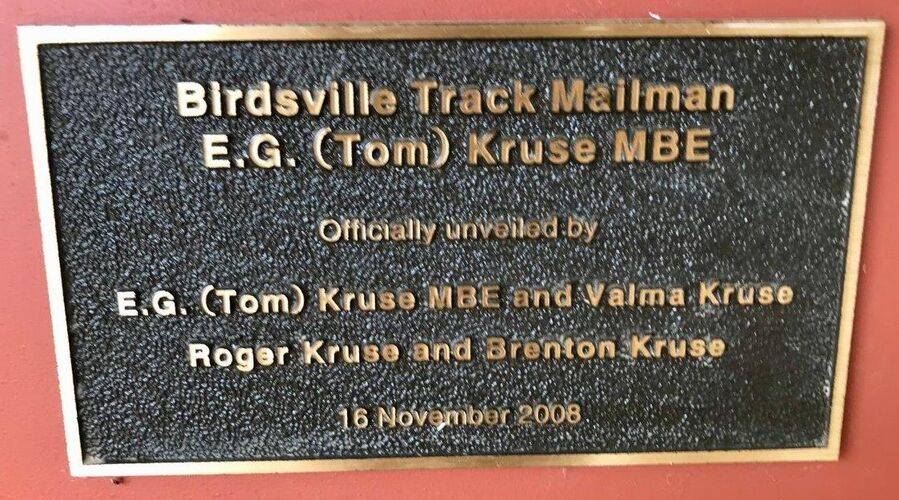 Birdsville Track Mailman
E.G. (Tom) Kruse MBE
Officially unveiled by
E.G. (Tom) Kruse MBE and Valma Kruse
Roger Kruse and Brenton Kruse
16 November 2008